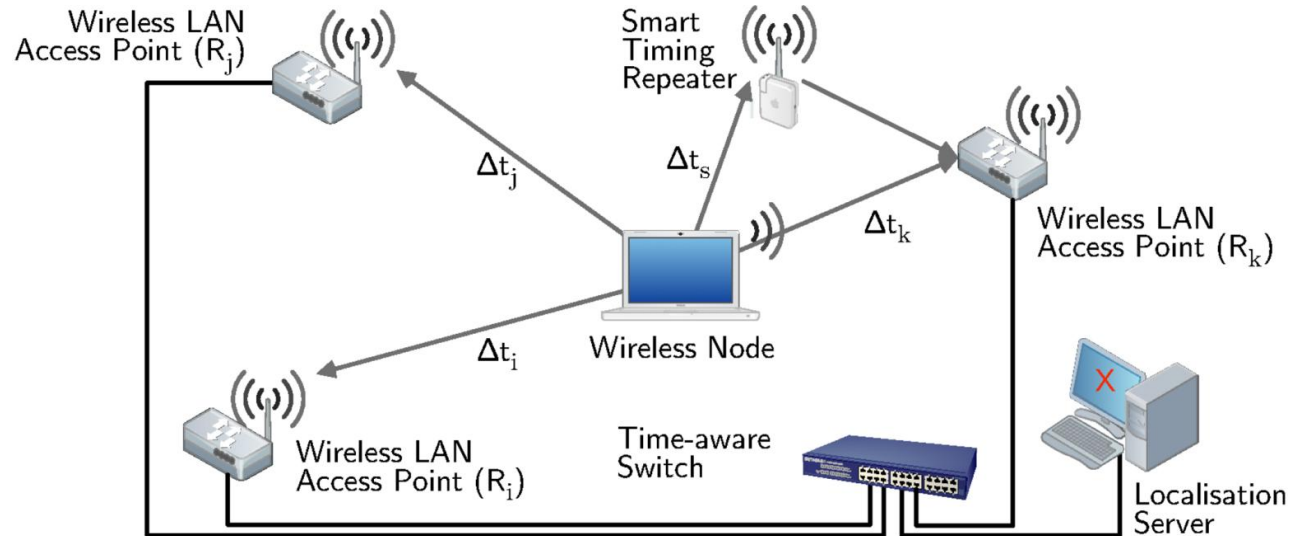 Wireless LAN
Access Point (Rj)
Smart
Timing
Repeater
Δtj
Δts
Δtk
Wireless LAN
Access Point (Rk)
Wireless Node
Δti
Wireless LAN
Access Point (Ri)
Time-aware
Switch
X
Localisation
Server